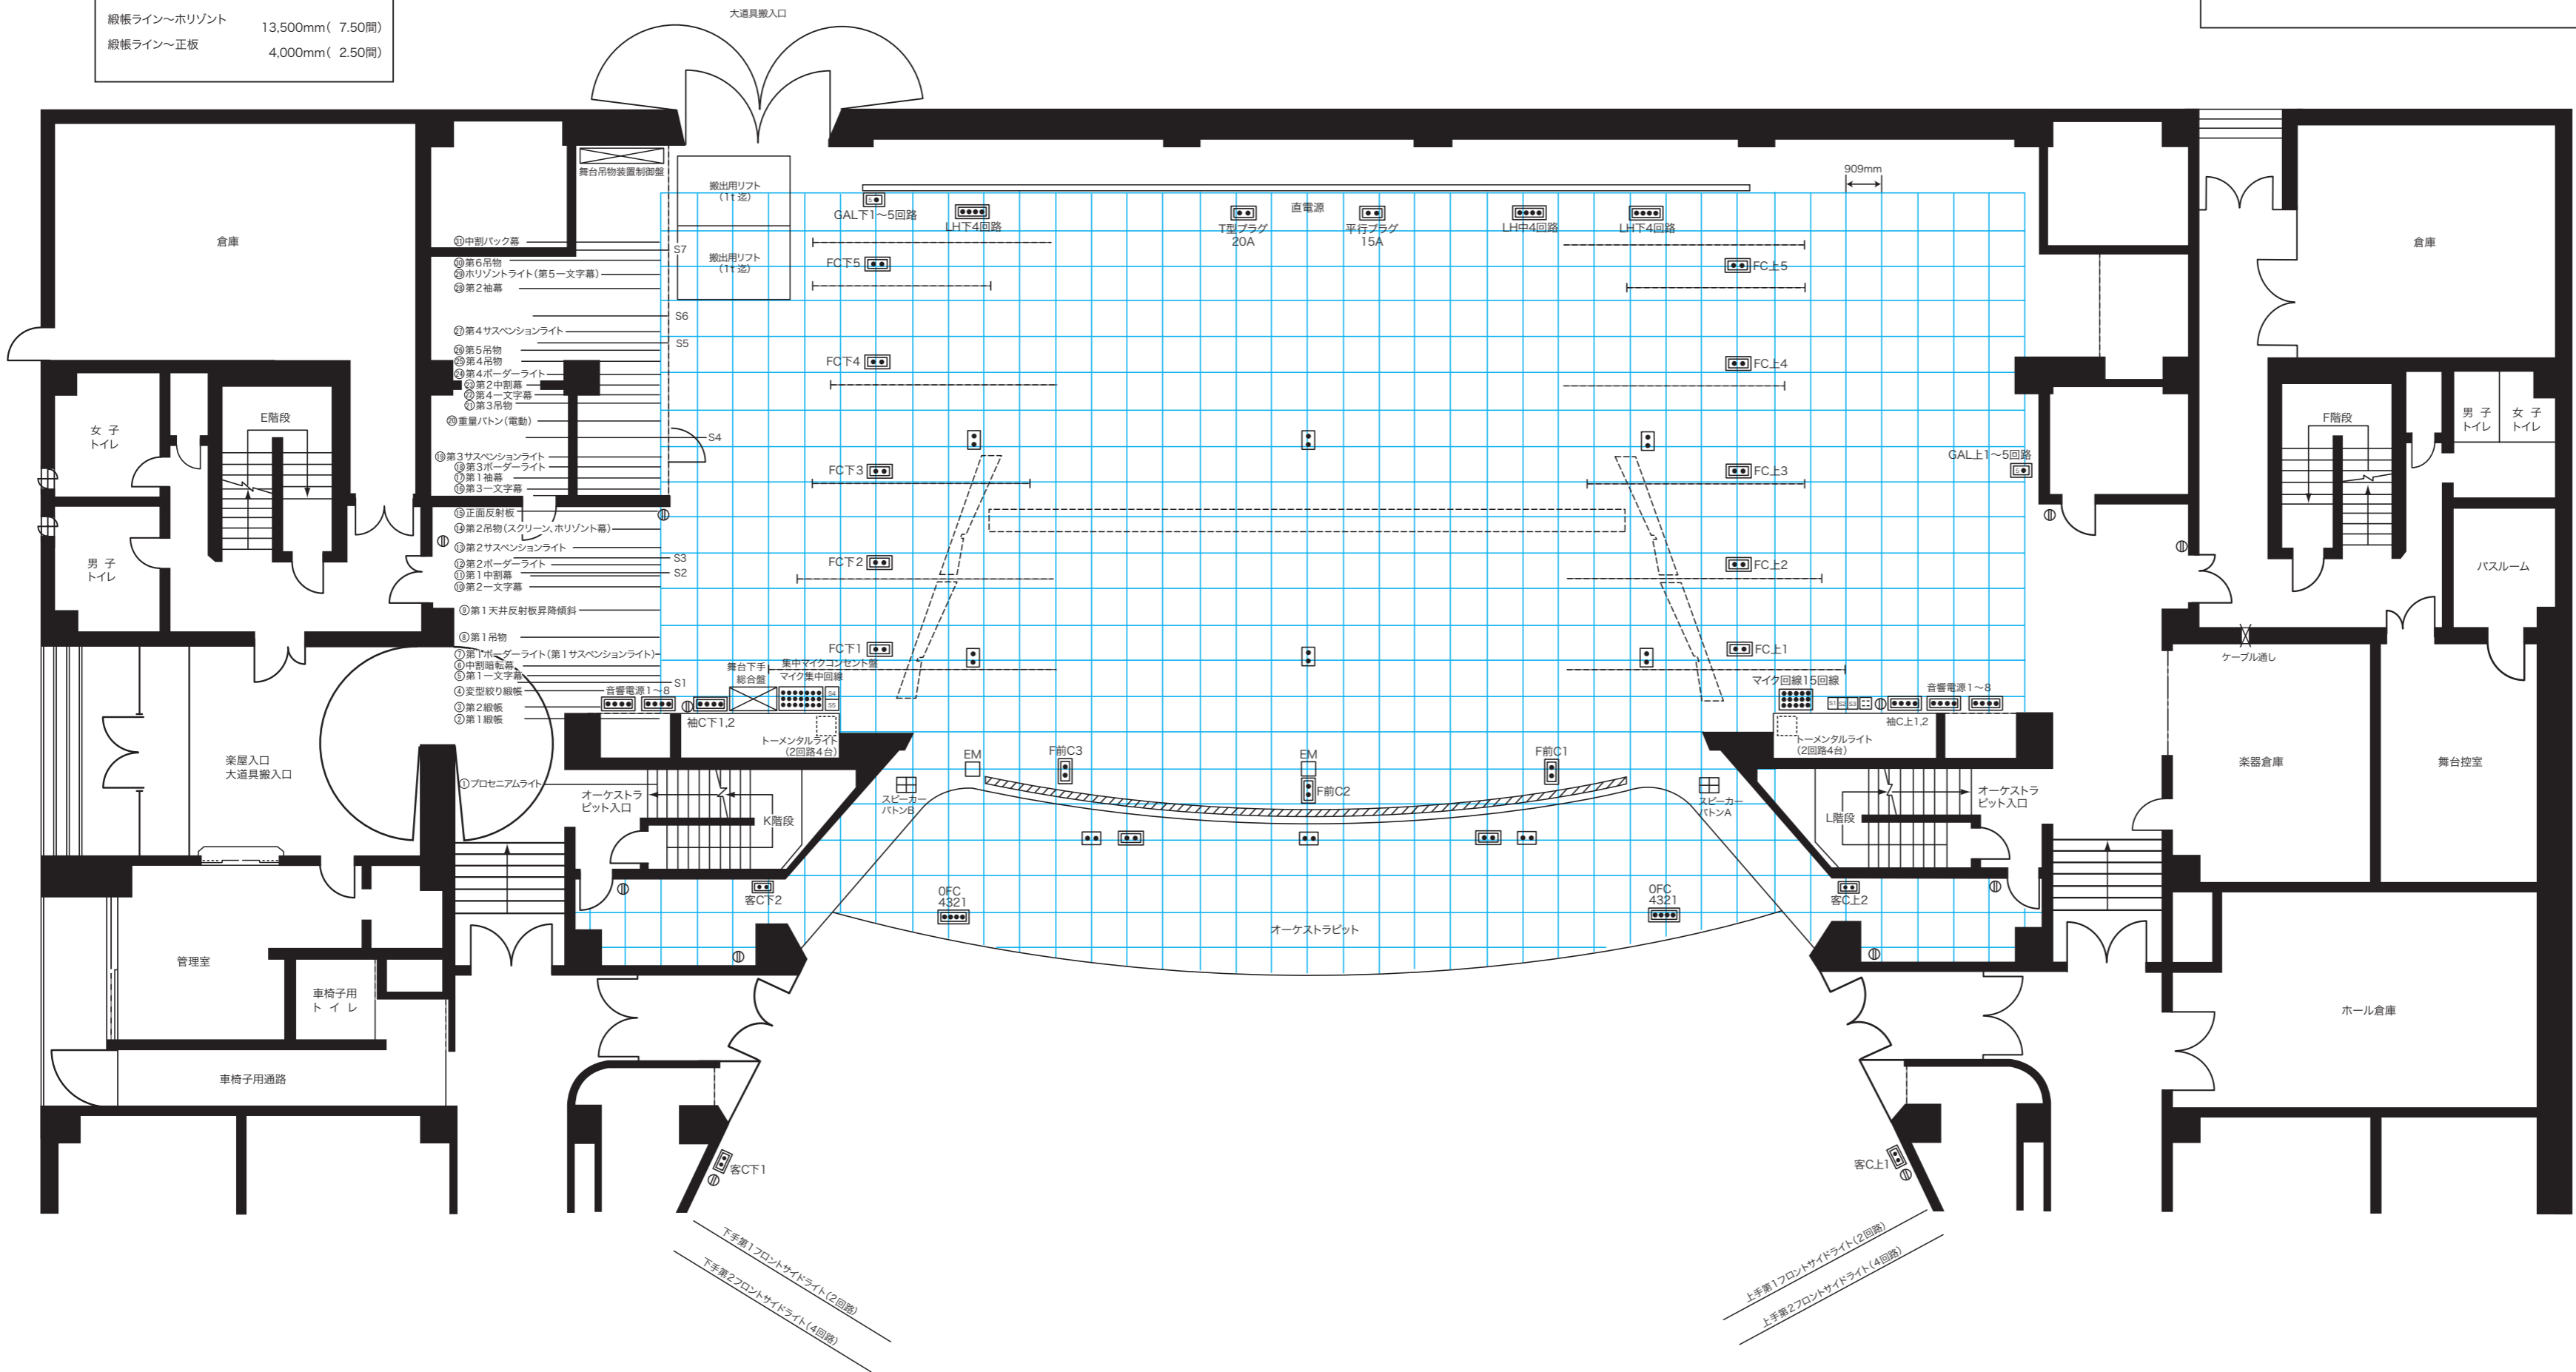 緞帳ライン〜ホリゾント 13,500mm( 7.50間)
緞帳ライン〜正板 4,000mm( 2.50間)
大道具搬入口
舞台吊物装置制御盤
搬出用リフト
(1t 迄)
搬出用リフト
(1t 迄)
909mm
GAL下1〜5回路
LH下4回路
T型プラグ
20A
直電源
平行プラグ
15A
LH中4回路
LH下4回路
倉庫
倉庫
㉛中割バック幕
S7
㉚第6吊物
㉙ホリゾントライト(第5一文字幕)
㉘第2袖幕
S6
㉗第4サスペンションライト
S5
㉖第5吊物
㉕第4吊物
㉔第4ボーダーライト
㉓第2中割幕
㉒第4一文字幕
㉑第3吊物
⑳重量バトン(電動)
S4
⑲第3サスペンションライト
⑱第3ボーダーライト
⑰第1袖幕
⑯第3一文字幕
⑮正面反射板
⑭第2吊物(スクリーン、ホリゾント幕)
⑬第2サスペンションライト
S3
⑫第2ボーダーライト
S2
⑪第1中割幕
⑩第2一文字幕
⑨第1天井反射板昇降傾斜
⑧第1吊物
⑦第1ボーダーライト(第1サスペンションライト)
⑥中割暗転幕
⑤第1一文字幕
S1
④変型絞り緞帳
③第2緞帳
②第1緞帳
①プロセニアムライト
FC下5
FC上5
FC下4
FC上4
FC下3
FC上3
FC下2
FC上2
FC下1
FC上1
GAL上1〜5回路
E階段
F階段
女 子
トイレ
男 子
トイレ
男 子
トイレ
女 子
トイレ
バスルーム
ケーブル通し
舞台下手
総合盤
集中マイクコンセント盤
マイク集中回線
S4
S5
音響電源1〜8
袖C下1,2
トーメンタルライト
(2回路4台)
マイク回線15回線
S1 S2 S3
音響電源1〜8
袖C上1,2
トーメンタルライト
(2回路4台)
楽屋入口
大道具搬入口
オーケストラ
ピット入口
K階段
スピーカー
バトンB
EM
F前C3
EM
F前C2
F前C1
スピーカー
バトンA
L階段
オーケストラ
ピット入口
楽器倉庫
舞台控室
客C下2
0FC
4321
0FC
4321
客C上2
オーケストラピット
管理室
車椅子用
ト イ レ
車椅子用通路
ホール倉庫
客C下1
客C上1
下手第1フロントサイドライト(2回路)
下手第2フロントサイドライト(4回路)
上手第1フロントサイドライト(2回路)
上手第2フロントサイドライト(4回路)